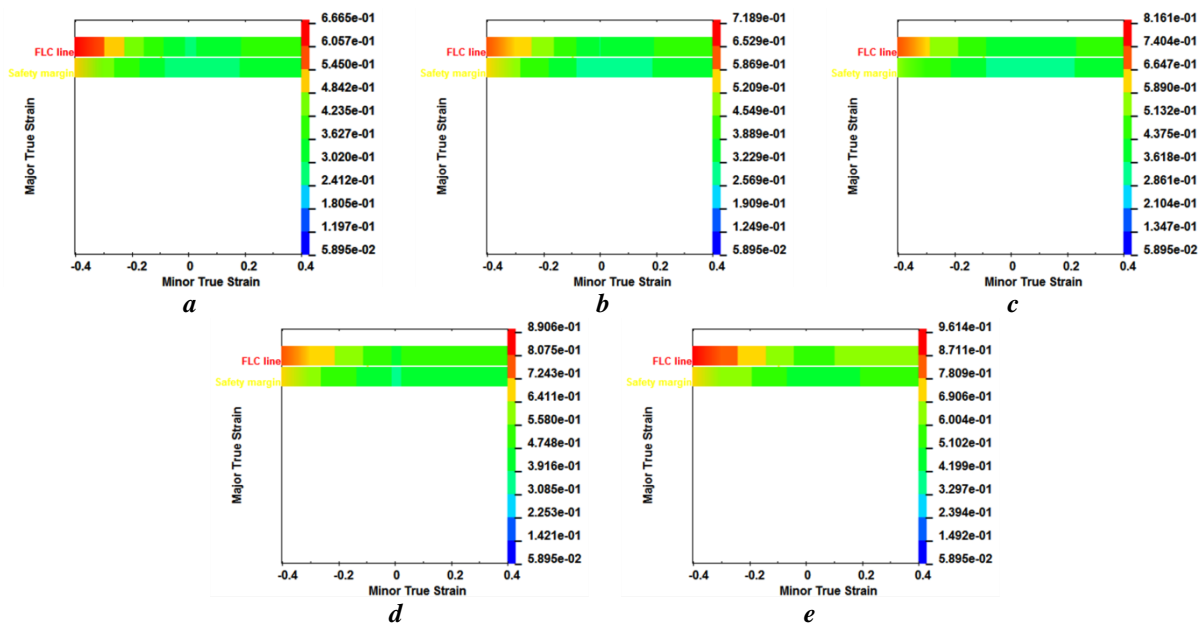 6.665e-01
6.057e-01
5.450e-01
4.842e-01
4.235e-01
3.627e-01
3.020e-01
2.412e-01
1.805e-01
1.197e-01
5.895e-02
FLC line
Safety margin
Major True Strain
-0.4 -0.2 0 0.2 0.4
Minor True Strain
a
7.189e-01
6.529e-01
5.869e-01
5.209e-01
4.549e-01
3.889e-01
3.229e-01
2.569e-01
1.909e-01
1.249e-01
5.895e-02
FLC line
Safety margin
Major True Strain
-0.4 -0.2 0 0.2 0.4
Minor True Strain
b
8.161e-01
7.404e-01
6.647e-01
5.890e-01
5.132e-01
4.375e-01
3.618e-01
2.861e-01
2.104e-01
1.347e-01
5.895e-02
FLC line
Safety margin
Major True Strain
-0.4 -0.2 0 0.2 0.4
Minor True Strain
c
8.906e-01
8.075e-01
7.243e-01
6.411e-01
5.580e-01
4.748e-01
3.916e-01
3.085e-01
2.253e-01
1.421e-01
5.895e-02
FLC line
Safety margin
Major True Strain
-0.4 -0.2 0 0.2 0.4
Minor True Strain
d
9.614e-01
8.711e-01
7.809e-01
6.906e-01
6.004e-01
5.102e-01
4.199e-01
3.297e-01
2.394e-01
1.492e-01
5.895e-02
FLC line
Safety margin
Major True Strain
-0.4 -0.2 0 0.2 0.4
Minor True Strain
e